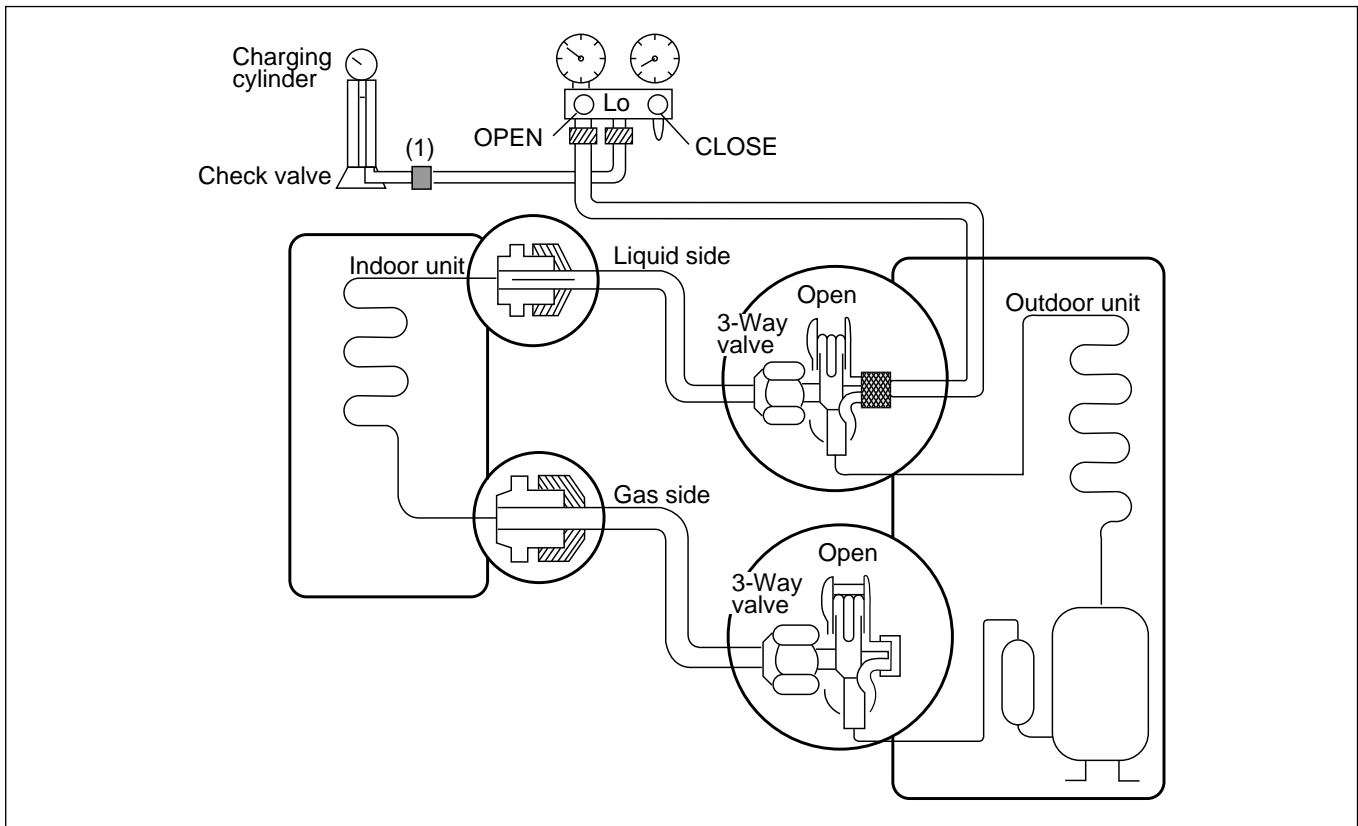 Charging
cylinder
Lo
OPEN
CLOSE
(1)
Check valve
Indoor unit
Liquid side
Open
3-Way
valve
Outdoor unit
Gas side
Open
3-Way
valve